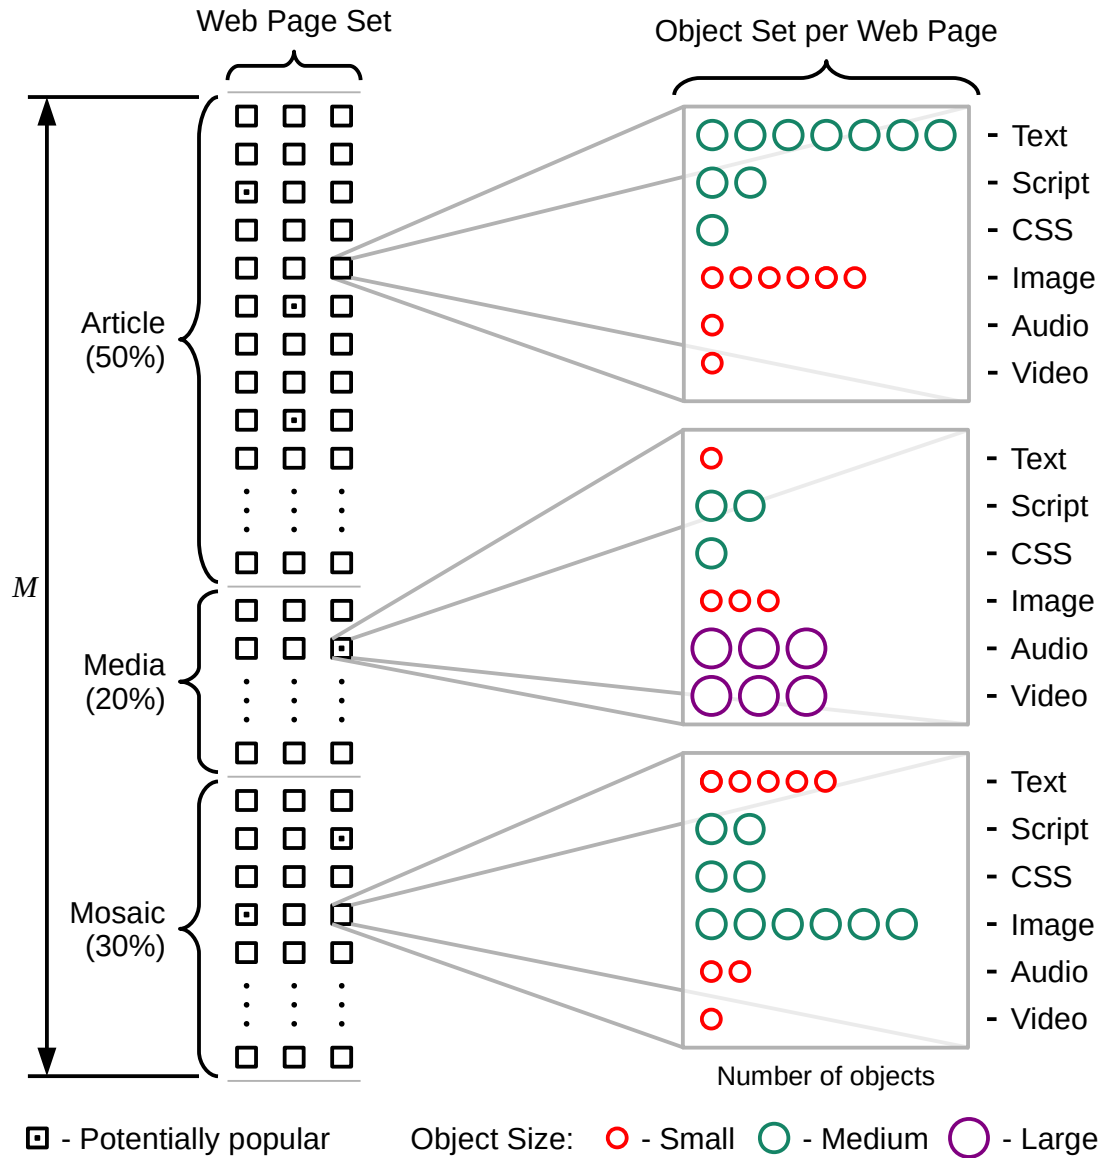 Web Page Set
Object Set per Web Page
M
Article
(50%)
Media
(20%)
Mosaic
(30%)
- Text
- Script
- CSS
- Image
- Audio
- Video
- Text
- Script
- CSS
- Image
- Audio
- Video
- Text
- Script
- CSS
- Image
- Audio
- Video
Number of objects
- Potentially popular
Object Size: - Small - Medium - Large